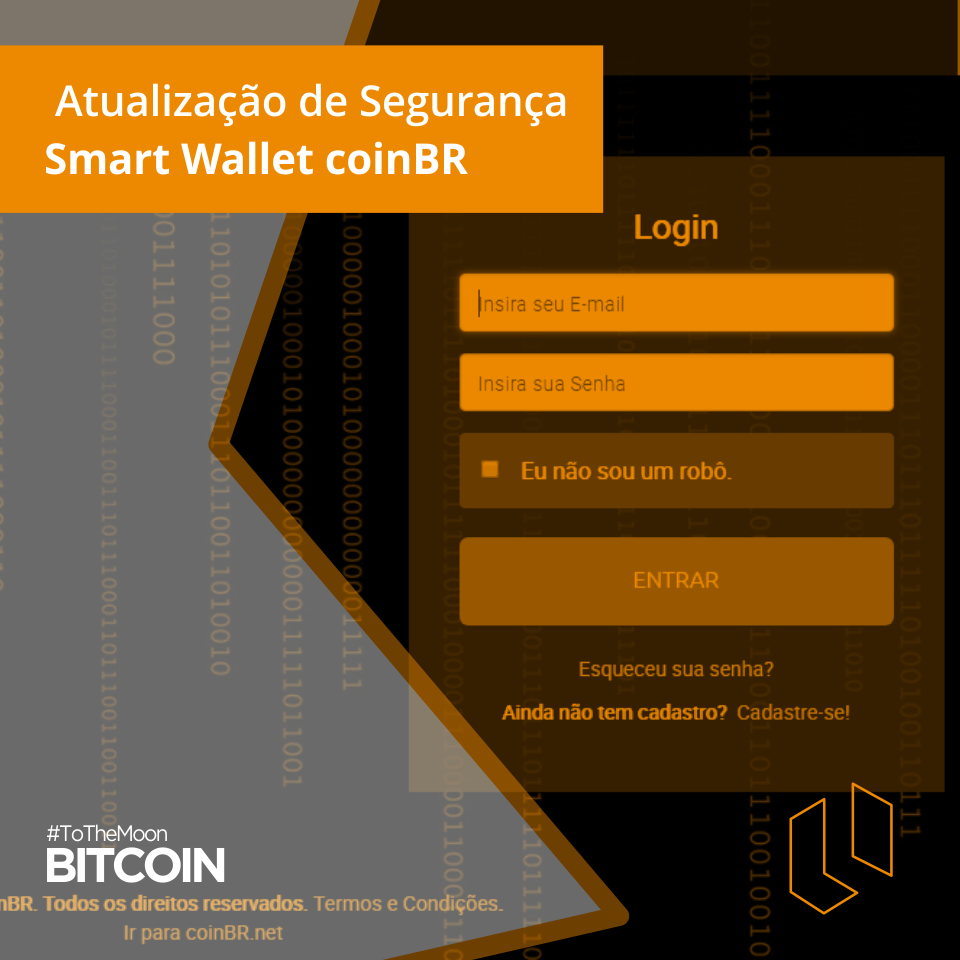 Atualização de Segurança
Smart Wallet coinBR
Login
Insira seu E-mail
Insira sua Senha
Eu não sou um robô.
ENTRAR
Esqueceu sua senha?
Ainda não tem cadastro? Cadastre-se!
#ToTheMoon
BITCOIN
nBR. Todos os direitos reservados. Termos e Condições.
Ir para coinBR.net